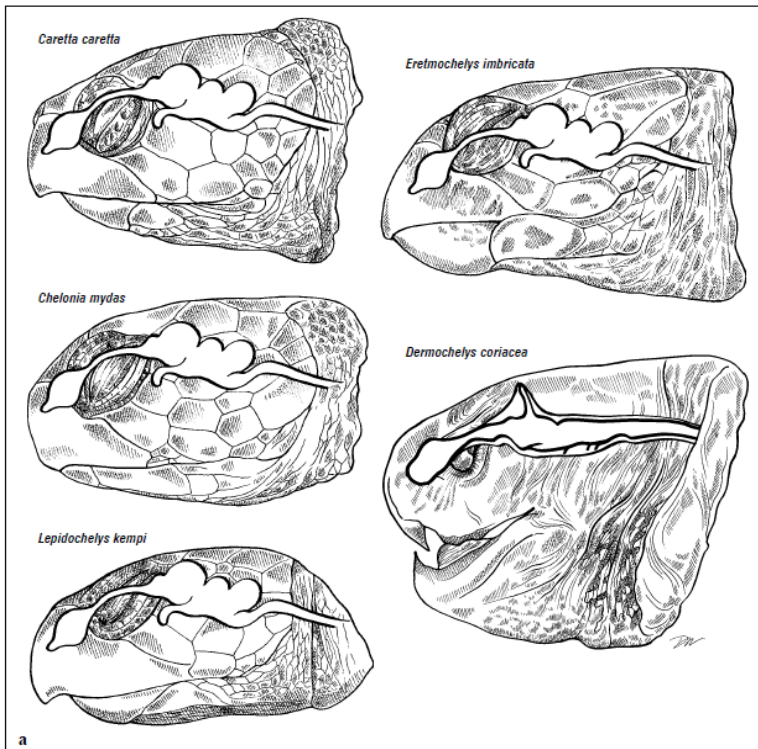 Caretta caretta
Eretmochelys imbricata
Chelonia mydas
Dermochelys coriacea
Lepidochelys kempi
a